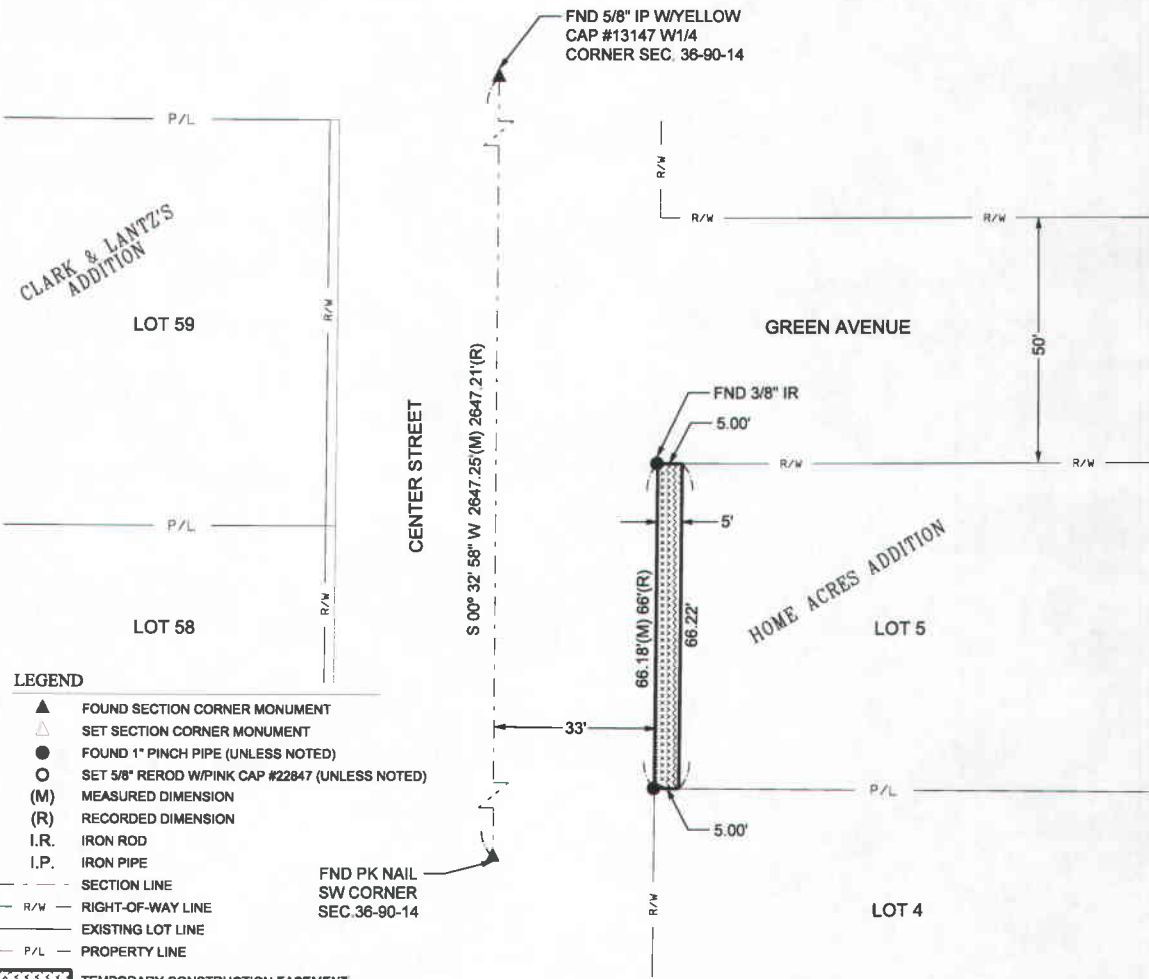 FND 5/8" IP W/YELLOW
CAP #13147 W1/4
CORNER SEC. 36-90-14
P/L
R/W
R/W
R/W
CLARK & LANTZ'S
ADDITION
LOT 59
R/W
GREEN AVENUE
50'
FND 3/8" IR
5.00'
CENTER STREET
S 00° 32' 58" W 2647.25'(M) 2647.21'(R)
R/W
R/W
P/L
5'
HOME ACRES ADDITION
66.18'(M) 66'(R)
66.22'
R/W
LOT 58
LOT 5
33'
P/L
5.00'
FND PK NAIL
SW CORNER
SEC.36-90-14
R/W
LOT 4
LEGEND
FOUND SECTION CORNER MONUMENT
SET SECTION CORNER MONUMENT
FOUND 1" PINCH PIPE (UNLESS NOTED)
SET 5/8" REROD W/PINK CAP #22847 (UNLESS NOTED)
(M) MEASURED DIMENSION
(R) RECORDED DIMENSION
I.R. IRON ROD
I.P. IRON PIPE
SECTION LINE
R/W RIGHT-OF-WAY LINE
EXISTING LOT LINE
P/L PROPERTY LINE
TEMPORARY CONSTRUCTION EASEMENT